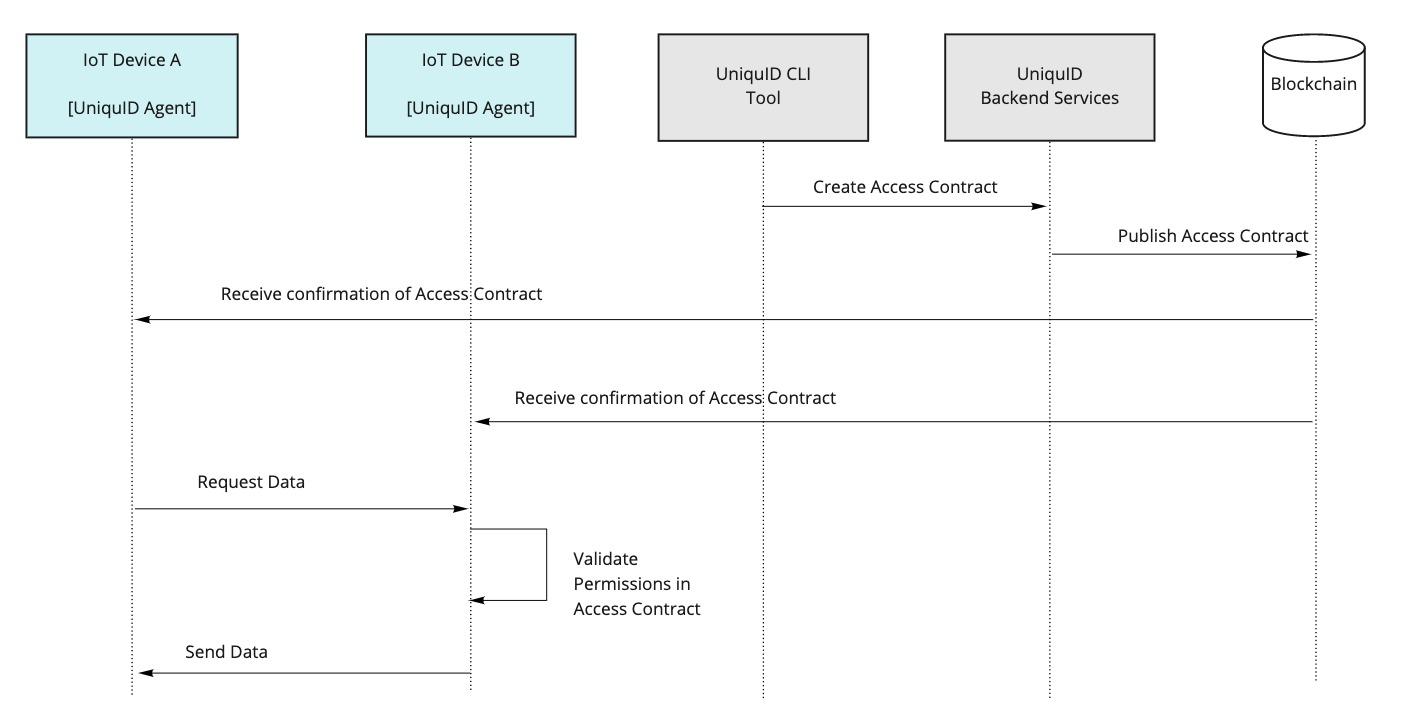 IoT Device A
[UniquID Agent]
IoT Device B
[UniquID Agent]
UniquID CLI
Tool
UniquID
Backend Services
Blockchain
Create Access Contract
Publish Access Contract
Receive confirmation of Access Contract
Receive confirmation of Access Contract
Request Data
Validate
Permissions in
Access Contract
Send Data